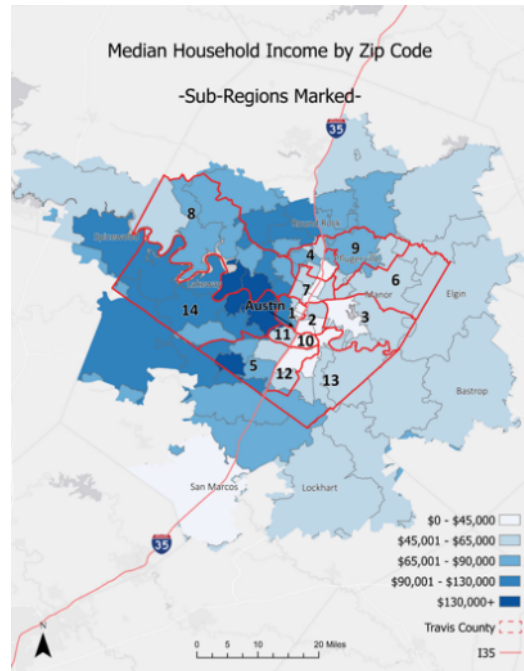 Median Household Income by Zip Code
-Sub-Regions Marked-
35
8
Spicewood
Round Rock
4
9
Pflugerville
Lakeway
7
6
Manor
Elgin
14
Austin
1
2
3
11
10
5
12
13
Bastrop
San Marcos
Lockhart
35
$0 - $45,000
$45,001 - $65,000
$65,001 - $90,000
$90,001 - $130,000
$130,000+
Travis County
I35
N
0 5 10 20 Miles